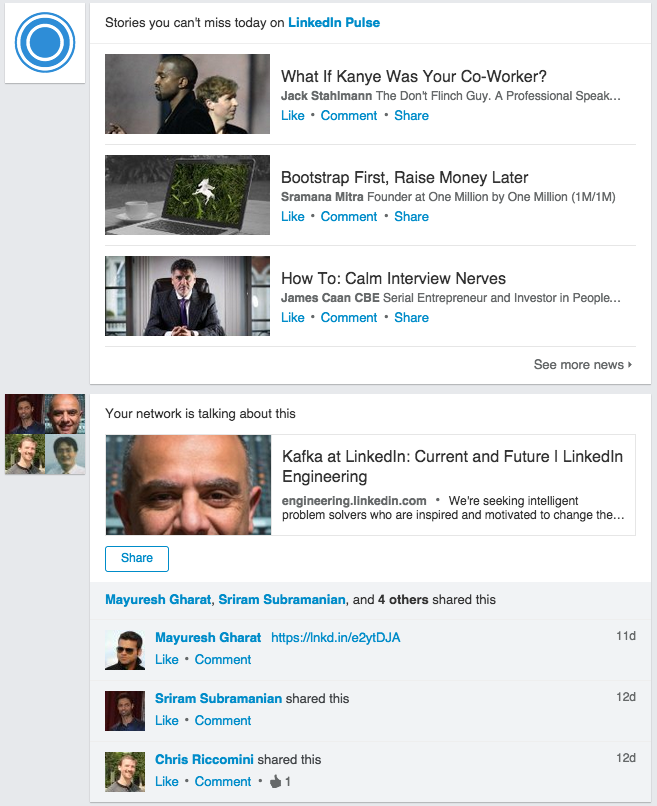 Stories you can't miss today on LinkedIn Pulse
What If Kanye Was Your Co-Worker?
Jack Stahlmann The Don't Flinch Guy. A Professional Speak...
Like • Comment • Share
Bootstrap First, Raise Money Later
Sramana Mitra Founder at One Million by One Million (1M/1M)
Like • Comment • Share
How To: Calm Interview Nerves
James Caan CBE Serial Entrepreneur and Investor in People...
Like • Comment • Share
See more news
Your network is talking about this
Kafka at LinkedIn: Current and Future | LinkedIn
Engineering
engineering.linkedin.com • We're seeking intelligent
problem solvers who are inspired and motivated to change the...
Share
Mayuresh Gharat, Sriram Subramanian, and 4 others shared this
Mayuresh Gharat https://lnkd.in/e2ytDJA 11d
Like • Comment
Sriram Subramanian shared this 12d
Like • Comment
Chris Riccomini shared this 12d
Like • Comment • 1